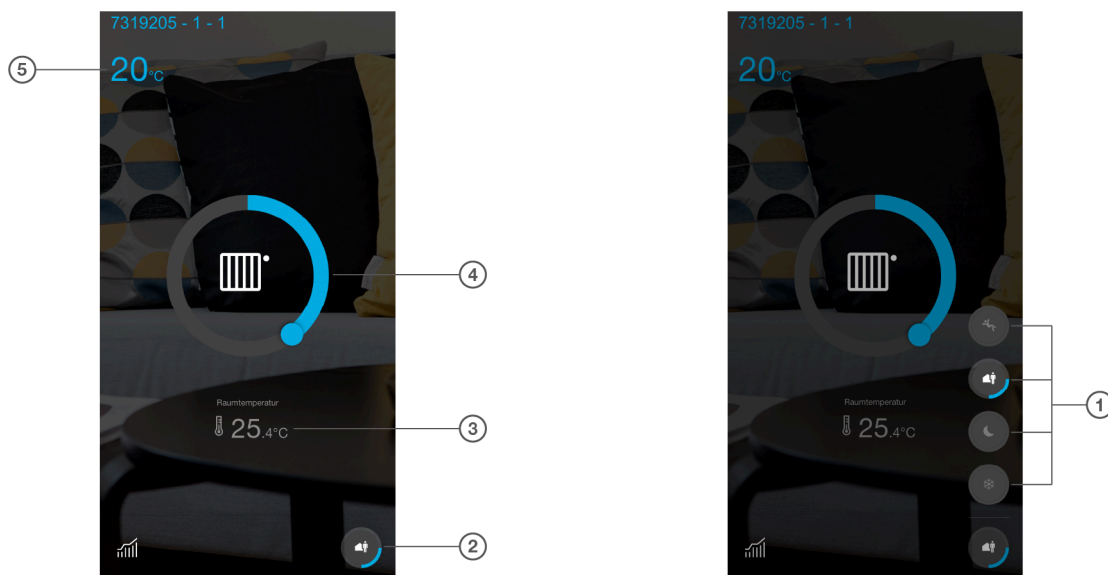 7319205 - 1 - 1
20°C
5
4
Raumtemperatur
25.4°C
3
2
7319205 - 1 - 1
20°C
1
Raumtemperatur
25.4°C